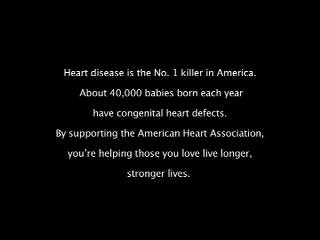 Heart disease is the No. 1 killer in America.
About 40,000 babies born each year
have congenital heart defects.
By supporting the American Heart Association,
you're helping those you love live longer,
stronger lives.